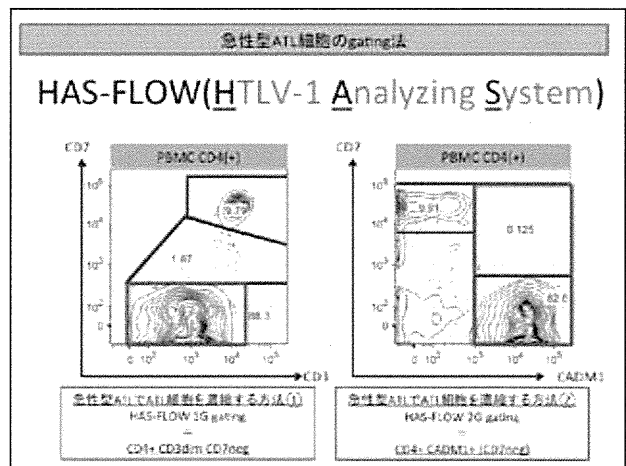 急性型ATL細胞のgating法
HAS-FLOW(HTLV-1 Analyzing System)
CD7
PBMC CD4(+)
10⁵
10⁴
10³
10²
0
9.79
1.87
0 10² 10³ 10⁴ 10⁵
CD3
急性型ATLでATL細胞を濃縮する方法①
HAS-FLOW 1G gating
=
CD4+ CD3dim CD7neg
CD7
PBMC CD4(+)
10⁵
10⁴
10³
10²
0
9.91
0.125
0 10² 10³ 10⁴ 10⁵
CADM1
急性型ATLでATL細胞を濃縮する方法②
HAS-FLOW 2G gating
=
CD4+ CADM1+ (CD7neg)